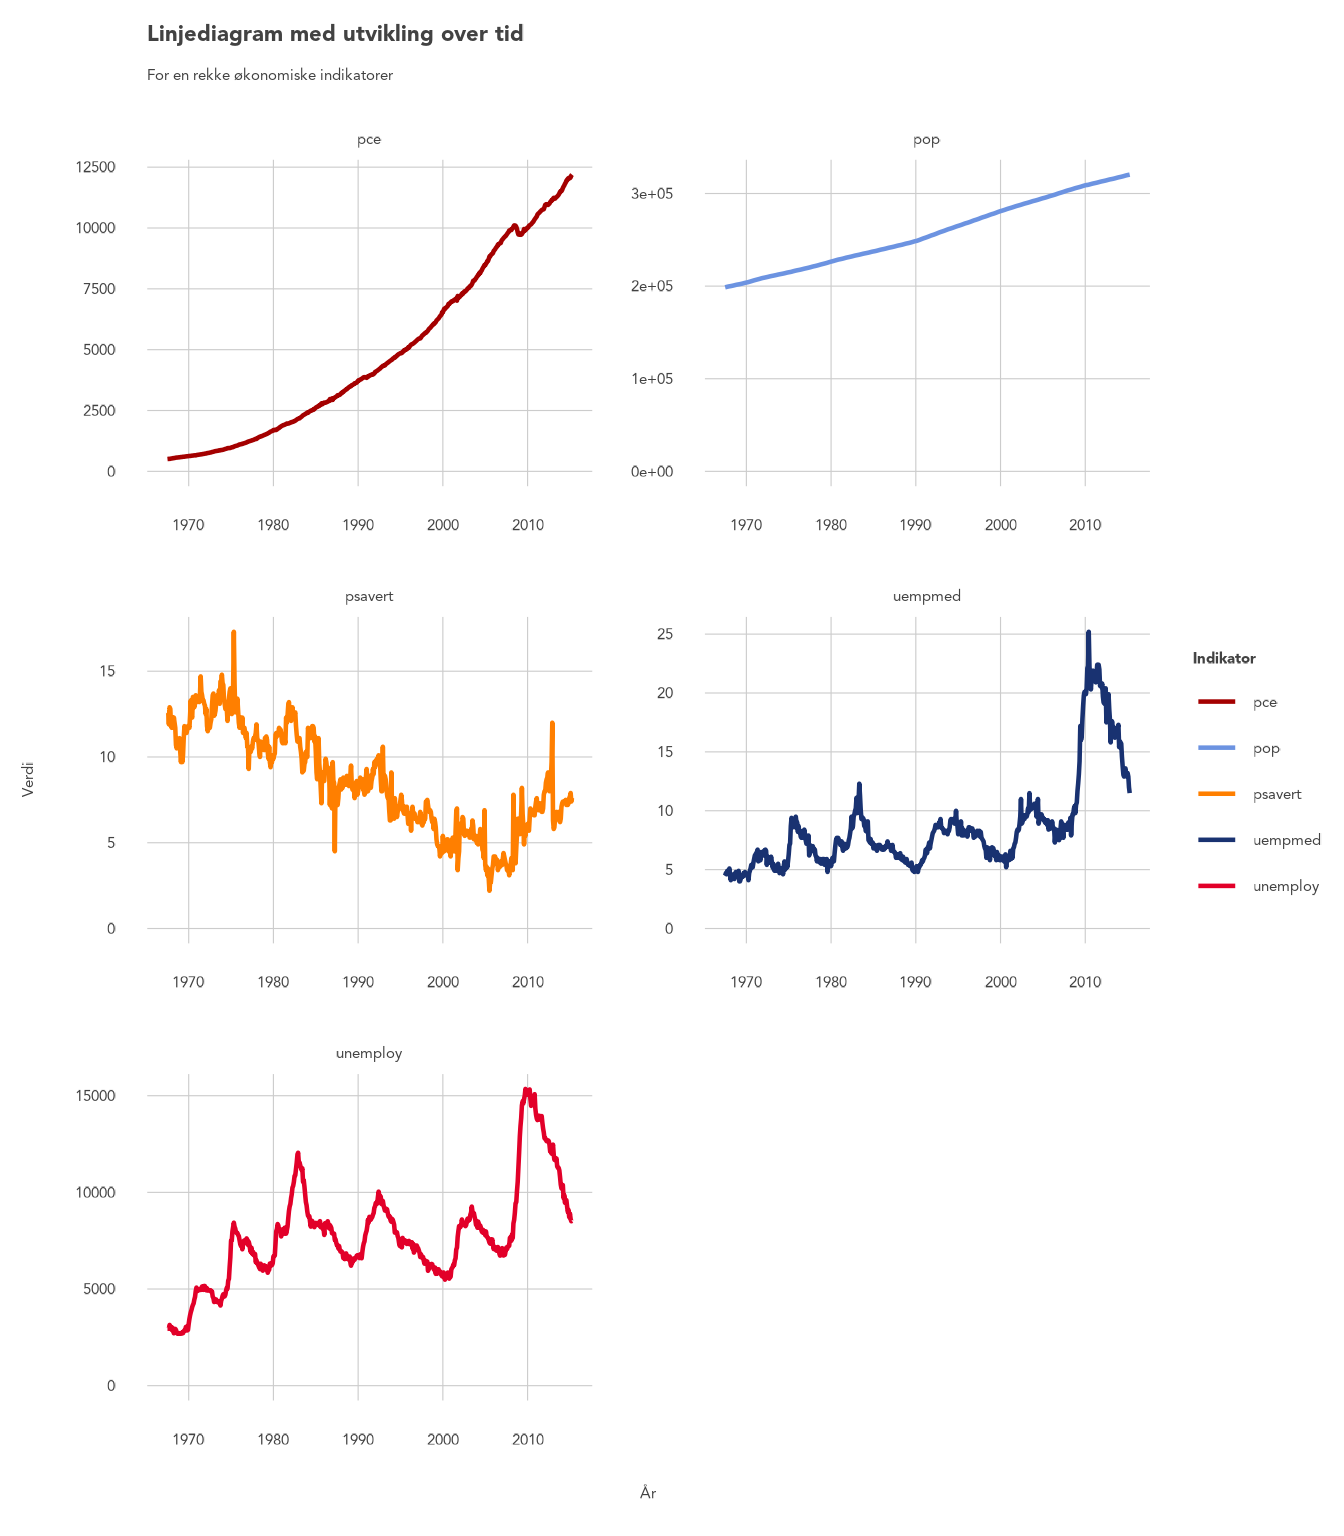 Linjediagram med utvikling over tid
For en rekke økonomiske indikatorer
pce
12500
10000
7500
5000
2500
0
1970 1980 1990 2000 2010
pop
3e+05
2e+05
1e+05
0e+00
1970 1980 1990 2000 2010
psavert
15
10
5
0
1970 1980 1990 2000 2010
uempmed
25
20
15
10
5
0
1970 1980 1990 2000 2010
unemploy
15000
10000
5000
0
1970 1980 1990 2000 2010
Verdi
År
Indikator
pce
pop
psavert
uempmed
unemploy